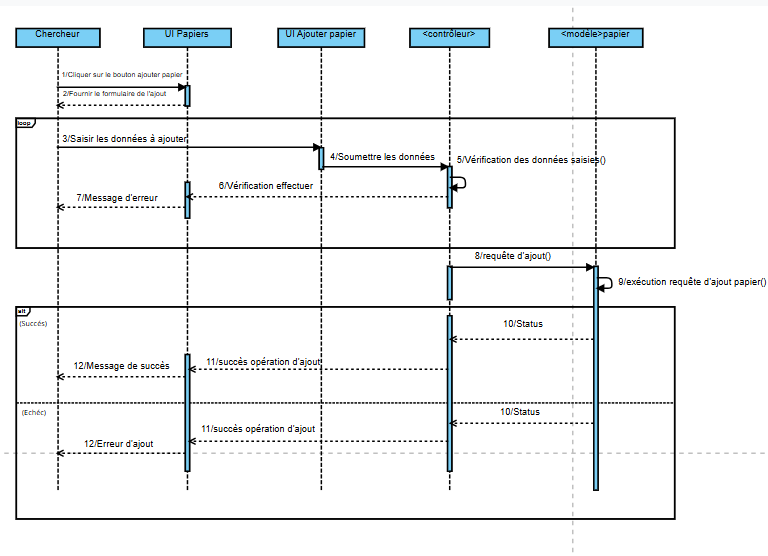 Chercheur
UI Papiers
UI Ajouter papier
<contrôleur>
<modèle>papier
1/Cliquer sur le bouton ajouter papier
2/Fournir le formulaire de l'ajout
loop
3/Saisir les données à ajouter
4/Soumettre les données
5/Vérification des données saisies()
6/Vérification effectuer
7/Message d'erreur
8/requête d'ajout()
9/exécution requête d'ajout papier()
alt
(Succès)
10/Status
11/succès opération d'ajout
12/Message de succès
(Echéc)
10/Status
11/succès opération d'ajout
12/Erreur d'ajout